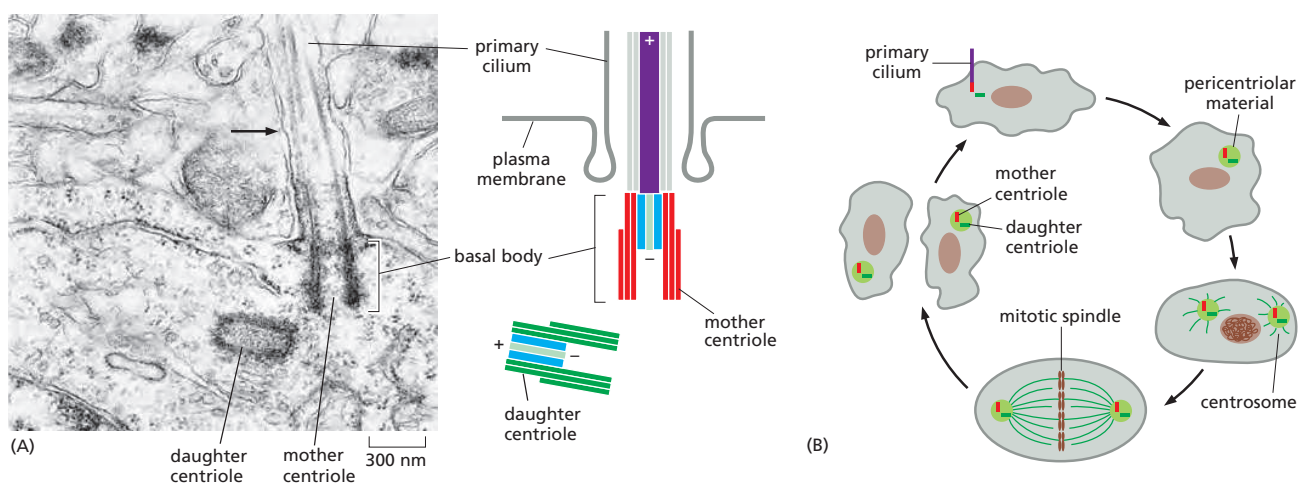 primary
cilium
+
plasma
membrane
basal body
−
mother
centriole
+
−
daughter
centriole
(A)
daughter
centriole
mother
centriole
300 nm
primary
cilium
pericentriolar
material
mother
centriole
daughter
centriole
mitotic spindle
centrosome
(B)